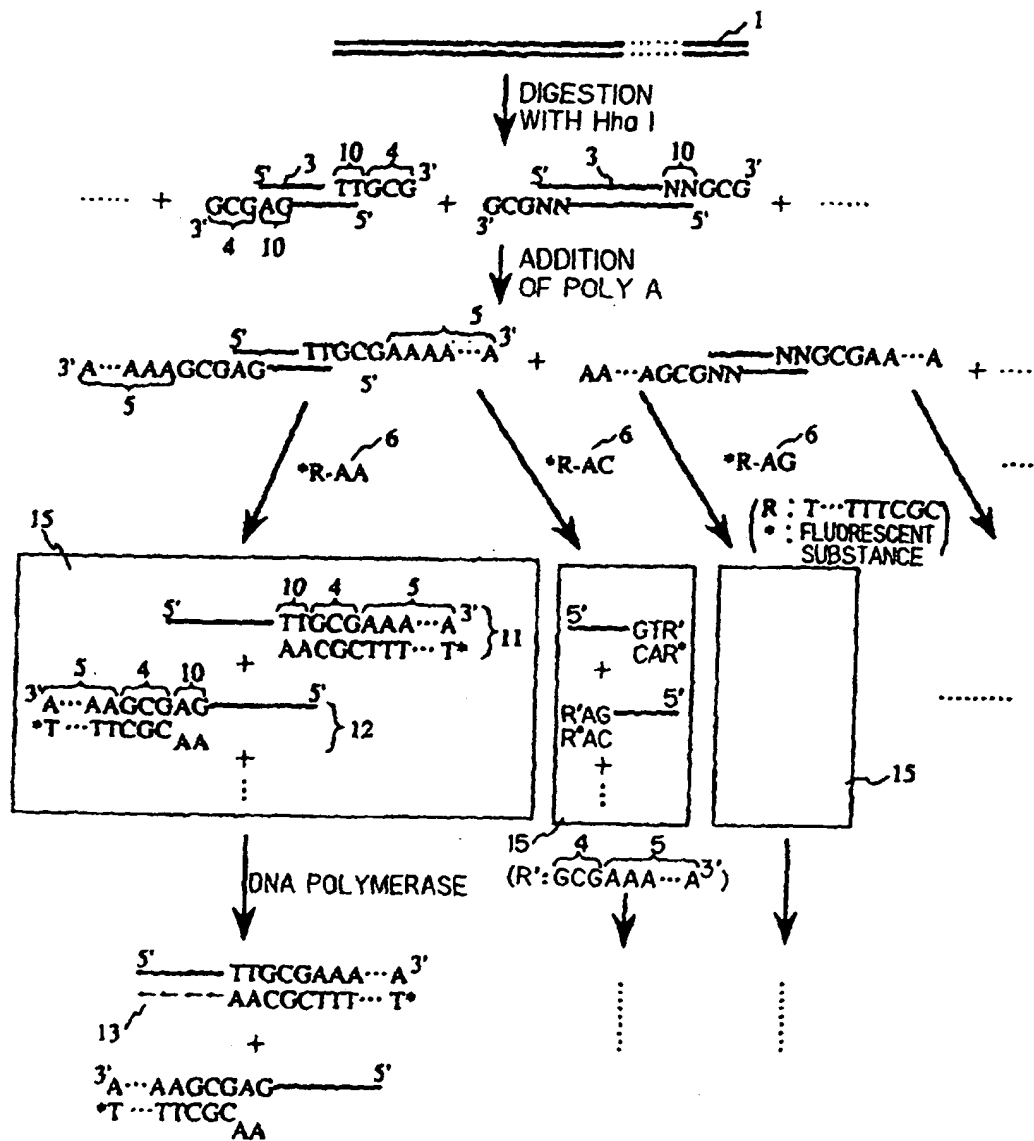 1
DIGESTION
WITH Hha I
10 4
5' 3 TTGCG 3'
...... + GCGAG 5' +
3' 4 10
5' 3 10
NNGCG 3'
GCGNN 5' + ......
3'
ADDITION
OF POLY A
5
5' TTGCGAAAA...A 3'
3' A...AAAGCGAG 5' +
5
NNGCGAA...A
AA...AGCGNN + .....
6 6 6
*R-AA *R-AC *R-AG .....
(R : T...TTTCGC)
* : FLUORESCENT
SUBSTANCE
15
10 4 5
5' TTGCGAAA...A 3'
AACGCTTT...T* }11
+
5 4 10
3' A...AAGCGAG 5'
*T...TTCGC AA }12
+
⋮
5' GTR'
CAR*
+
R'AG 5'
R*AC
+
⋮
15
15
.........
4 5
(R':GCGAAA...A 3')
DNA POLYMERASE
5' TTGCGAAA...A 3'
AACGCTTT...T*
13
+
3' A...AAGCGAG 5'
*T...TTCGC
AA